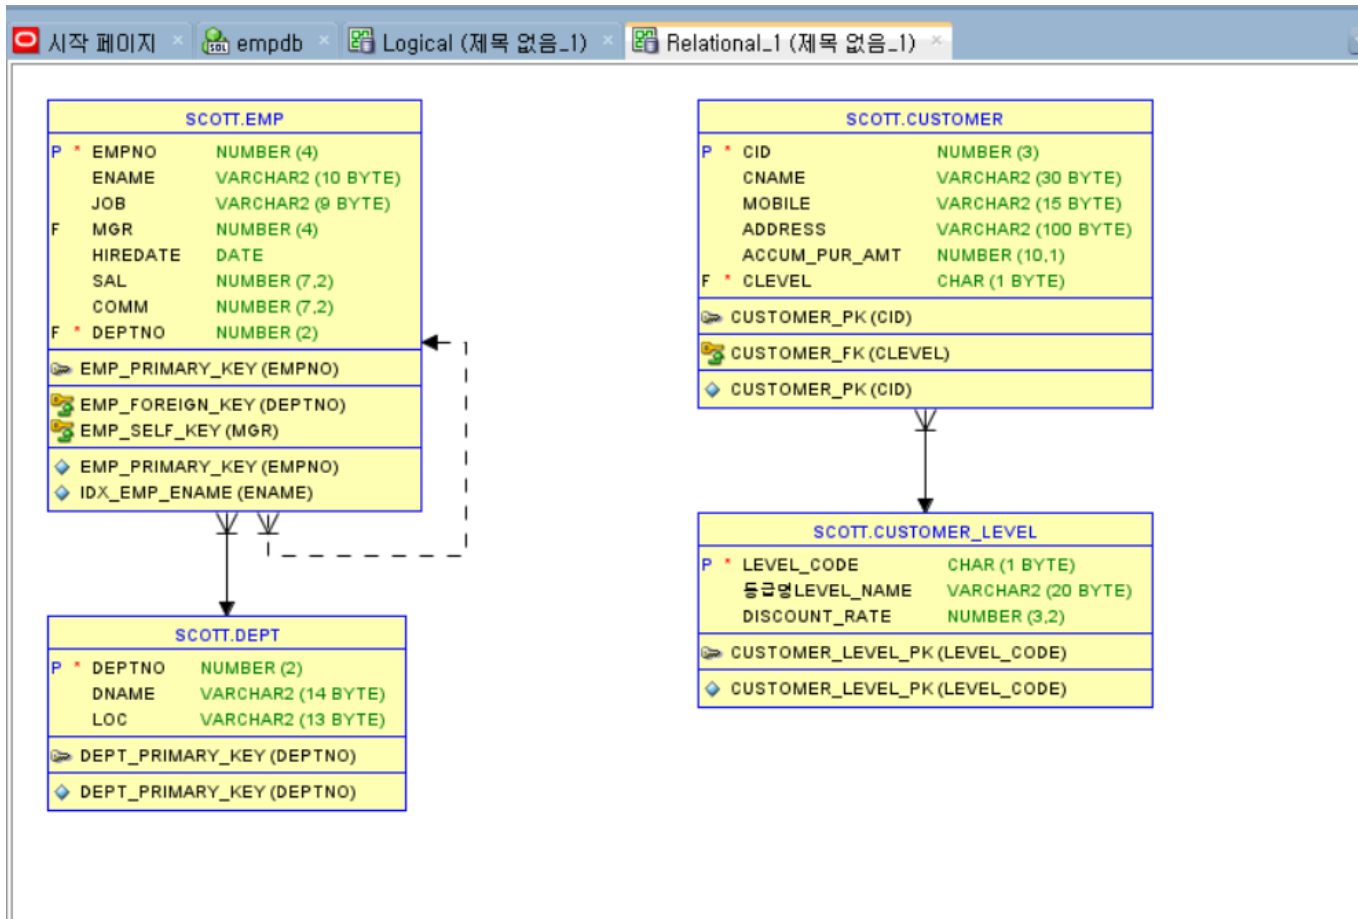 시작 페이지 empdb Logical (제목 없음_1) Relational_1 (제목 없음_1)
SCOTT.EMP
P * EMPNO NUMBER (4)
ENAME VARCHAR2 (10 BYTE)
JOB VARCHAR2 (9 BYTE)
F MGR NUMBER (4)
HIREDATE DATE
SAL NUMBER (7,2)
COMM NUMBER (7,2)
F * DEPTNO NUMBER (2)
EMP_PRIMARY_KEY (EMPNO)
EMP_FOREIGN_KEY (DEPTNO)
EMP_SELF_KEY (MGR)
EMP_PRIMARY_KEY (EMPNO)
IDX_EMP_ENAME (ENAME)
SCOTT.DEPT
P * DEPTNO NUMBER (2)
DNAME VARCHAR2 (14 BYTE)
LOC VARCHAR2 (13 BYTE)
DEPT_PRIMARY_KEY (DEPTNO)
DEPT_PRIMARY_KEY (DEPTNO)
SCOTT.CUSTOMER
P * CID NUMBER (3)
CNAME VARCHAR2 (30 BYTE)
MOBILE VARCHAR2 (15 BYTE)
ADDRESS VARCHAR2 (100 BYTE)
ACCUM_PUR_AMT NUMBER (10,1)
F * CLEVEL CHAR (1 BYTE)
CUSTOMER_PK (CID)
CUSTOMER_FK (CLEVEL)
CUSTOMER_PK (CID)
SCOTT.CUSTOMER_LEVEL
P * LEVEL_CODE CHAR (1 BYTE)
등급명LEVEL_NAME VARCHAR2 (20 BYTE)
DISCOUNT_RATE NUMBER (3,2)
CUSTOMER_LEVEL_PK (LEVEL_CODE)
CUSTOMER_LEVEL_PK (LEVEL_CODE)